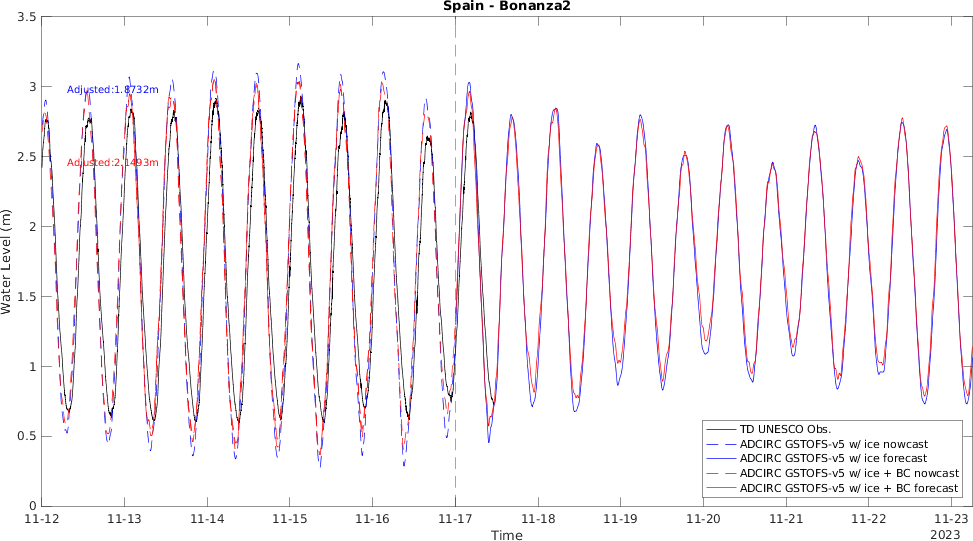 Spain - Bonanza2
3.5
3
2.5
2
1.5
1
0.5
0
Water Level (m)
Adjusted:1.8732m
Adjusted:2.1493m
TD UNESCO Obs.
ADCIRC GSTOFS-v5 w/ ice nowcast
ADCIRC GSTOFS-v5 w/ ice forecast
ADCIRC GSTOFS-v5 w/ ice + BC nowcast
ADCIRC GSTOFS-v5 w/ ice + BC forecast
11-12 11-13 11-14 11-15 11-16 11-17 11-18 11-19 11-20 11-21 11-22 11-23
Time
2023